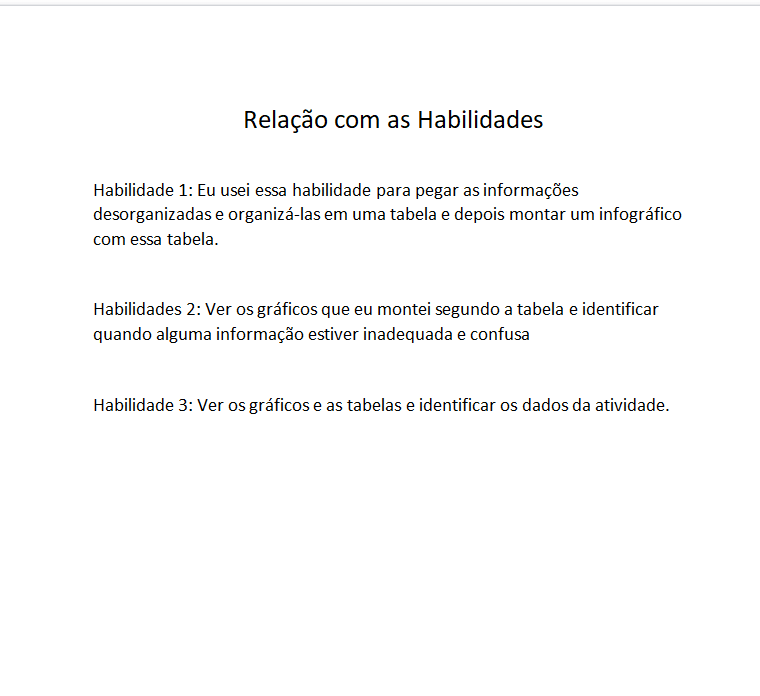 Relação com as Habilidades
Habilidade 1: Eu usei essa habilidade para pegar as informações
desorganizadas e organizá-las em uma tabela e depois montar um infográfico
com essa tabela.
Habilidades 2: Ver os gráficos que eu montei segundo a tabela e identificar
quando alguma informação estiver inadequada e confusa
Habilidade 3: Ver os gráficos e as tabelas e identificar os dados da atividade.